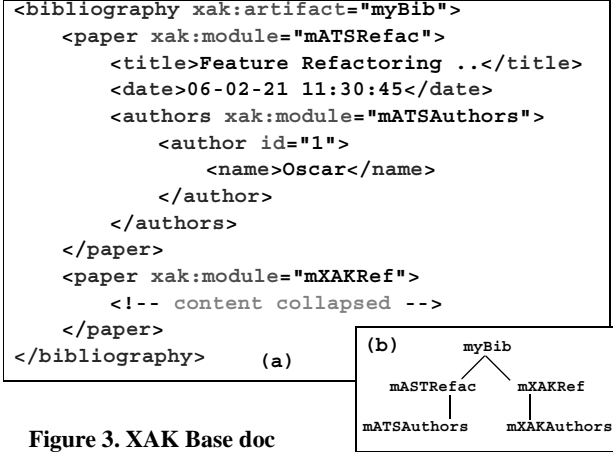 <bibliography xak:artifact="myBib">
<paper xak:module="mATSRefac">
<title>Feature Refactoring ..</title>
<date>06-02-21 11:30:45</date>
<authors xak:module="mATSAuthors">
<author id="1">
<name>Oscar</name>
</author>
</authors>
</paper>
<paper xak:module="mXAKRef">
<!-- content collapsed -->
</paper>
</bibliography> (a)
(b) myBib
mASTRefac mXAKRef
mATSAuthors mXAKAuthors
Figure 3. XAK Base doc